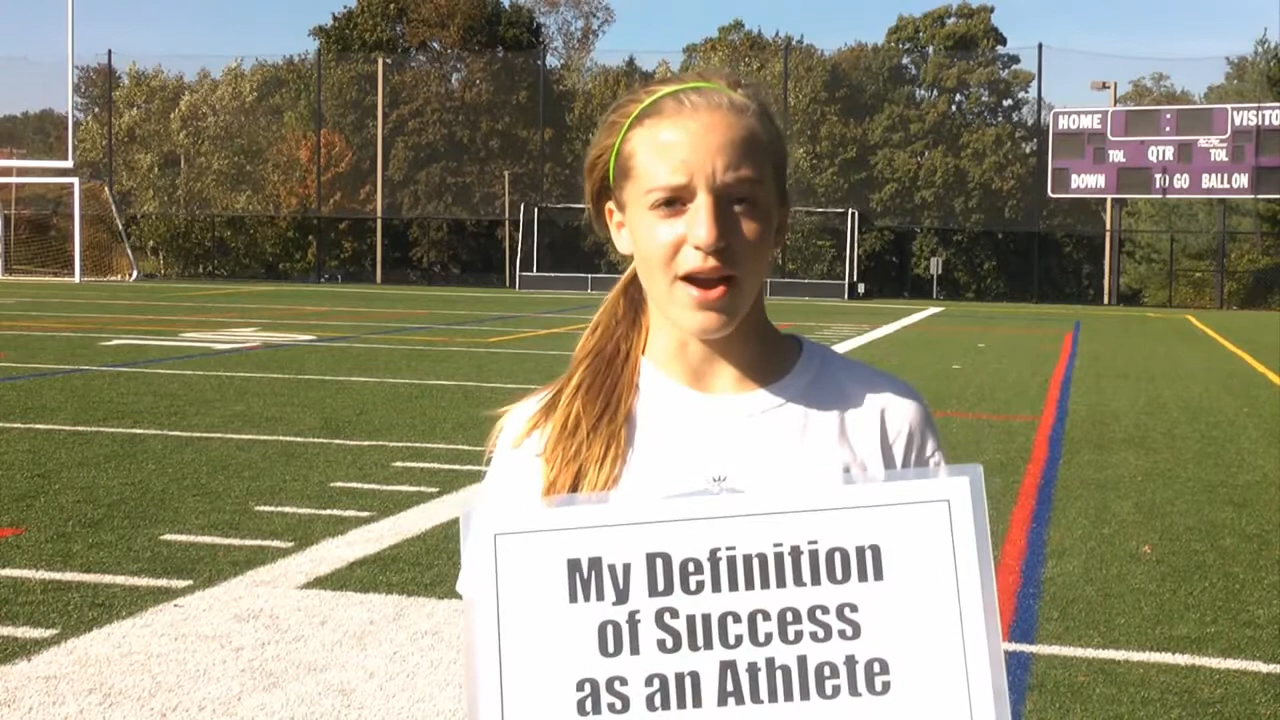 HOME : VISITO
TOL QTR TOL
DOWN TO GO BALL ON
My Definition
of Success
as an Athlete